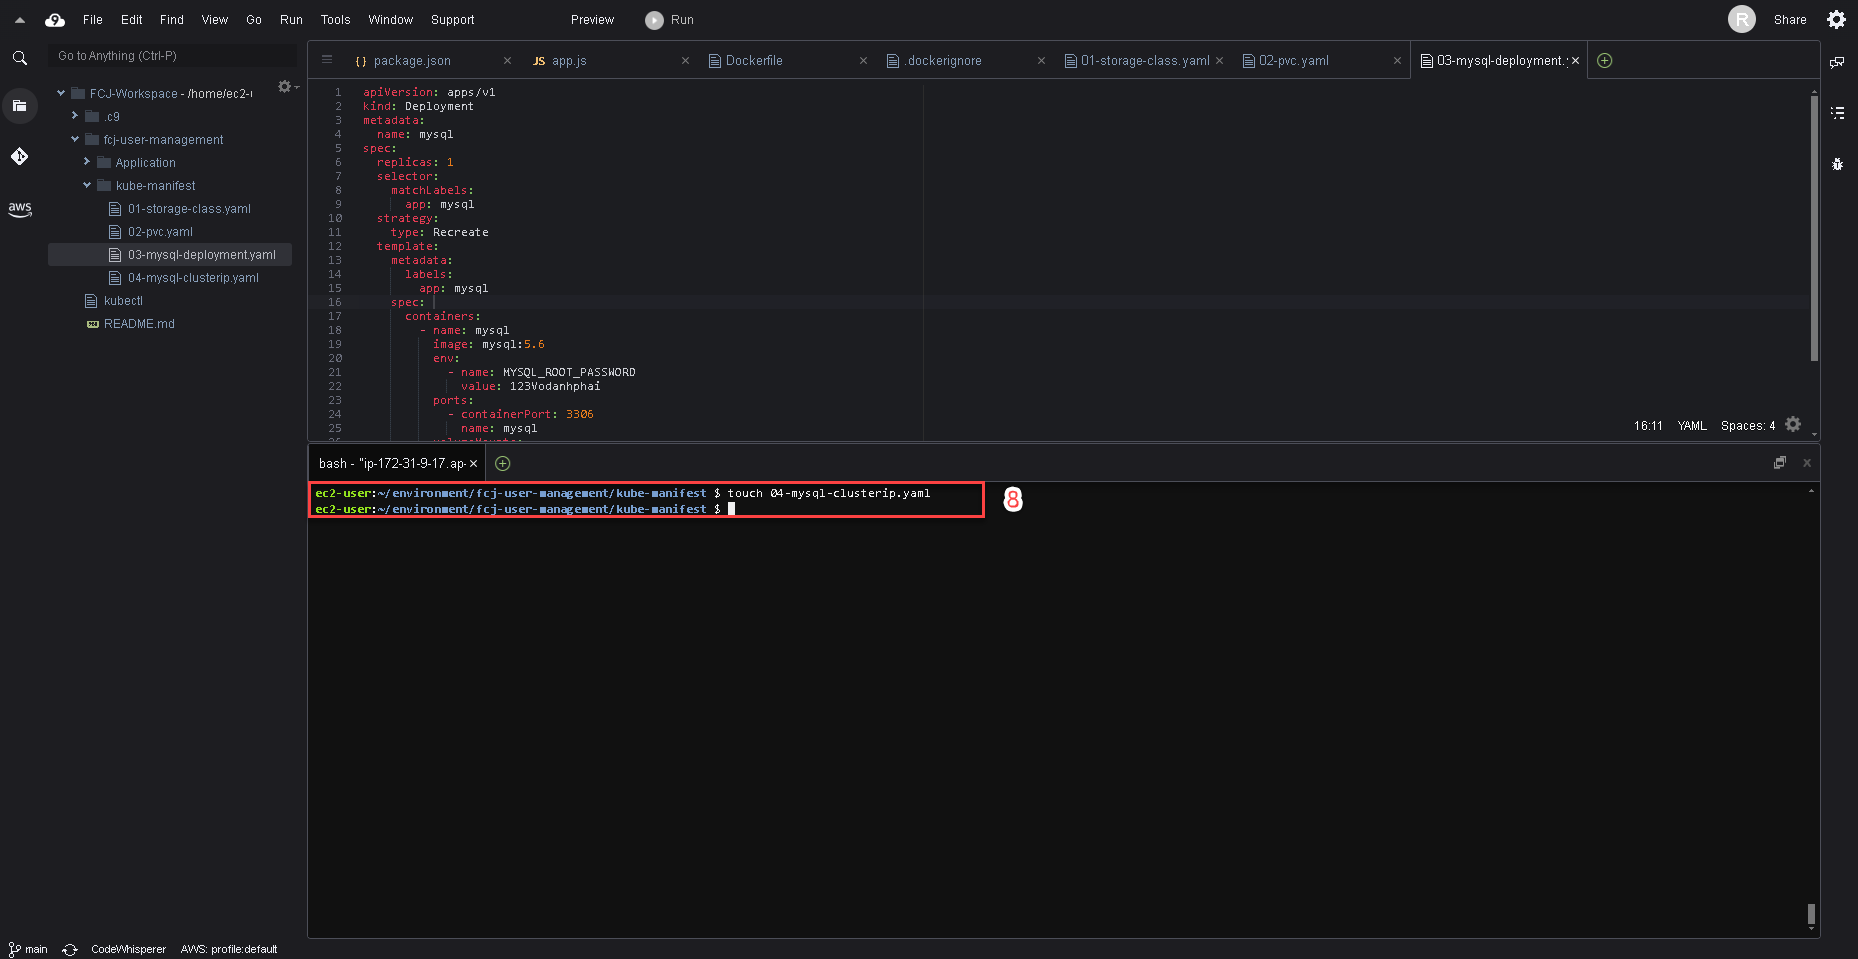 File Edit Find View Go Run Tools Window Support Preview Run R Share
Go to Anything (Ctrl-P)
{} package.json
JS app.js
Dockerfile
.dockerignore
01-storage-class.yaml
02-pvc.yaml
03-mysql-deployment.
FCJ-Workspace - /home/ec2-
.c9
fcj-user-management
Application
kube-manifest
01-storage-class.yaml
02-pvc.yaml
03-mysql-deployment.yaml
04-mysql-clusterip.yaml
kubectl
README.md
aws
1 apiVersion: apps/v1
2 kind: Deployment
3 metadata:
4 name: mysql
5 spec:
6 replicas: 1
7 selector:
8 matchLabels:
9 app: mysql
10 strategy:
11 type: Recreate
12 template:
13 metadata:
14 labels:
15 app: mysql
16 spec:
17 containers:
18 - name: mysql
19 image: mysql:5.6
20 env:
21 - name: MYSQL_ROOT_PASSWORD
22 value: 123Vodanhphai
23 ports:
24 - containerPort: 3306
25 name: mysql
16:11 YAML Spaces: 4
bash - "ip-172-31-9-17.ap-
ec2-user:~/environment/fcj-user-management/kube-manifest $ touch 04-mysql-clusterip.yaml
ec2-user:~/environment/fcj-user-management/kube-manifest $
8
main CodeWhisperer AWS: profile:default